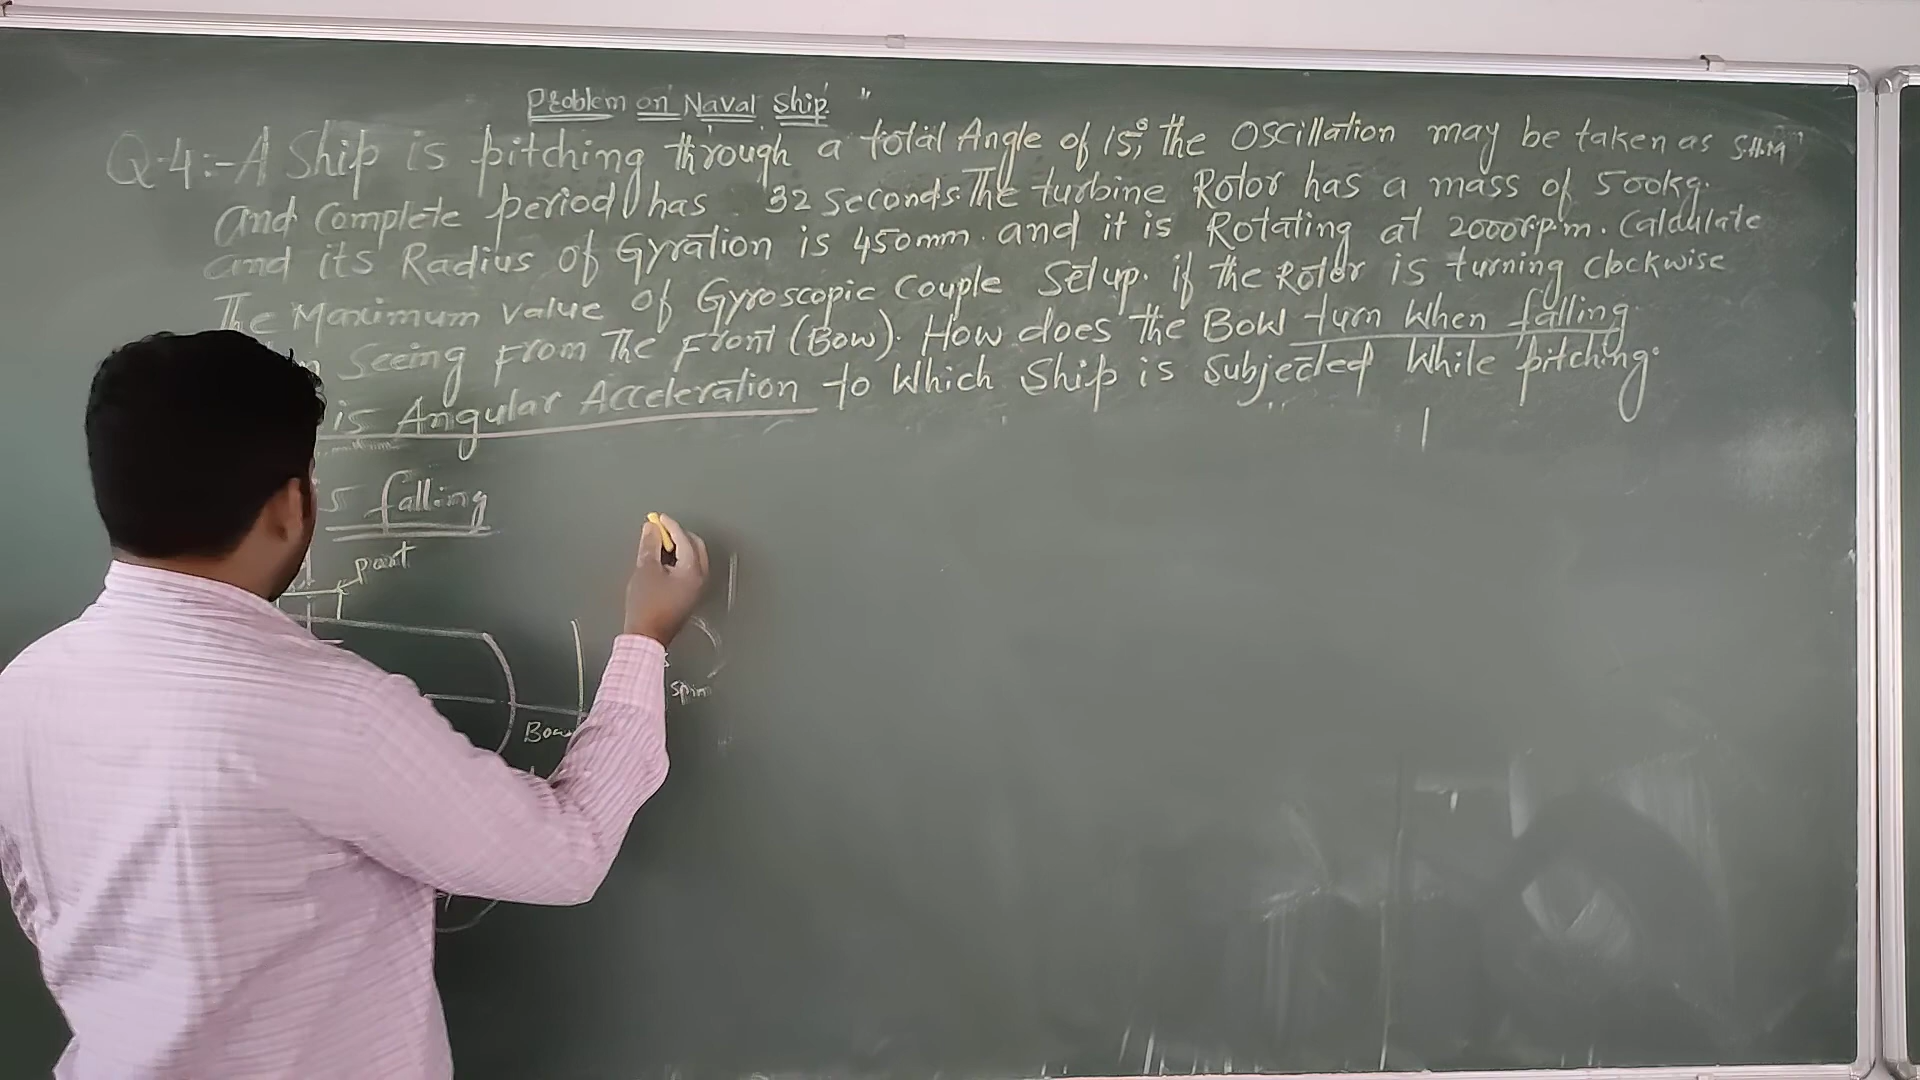 Problem on Naval Ship "
Q-4:- A Ship is pitching through a total Angle of 15°, the Oscillation may be taken as S.H.M
and Complete period has 32 Seconds. The turbine Rotor has a mass of 500kg.
and its Radius of Gyration is 450mm. and it is Rotating at 2000r.p.m. Calculate
The Maximum value of Gyroscopic Couple Setup. if the Rotor is turning Clockwise
Seeing From The Front (Bow). How does the Bow turn When falling.
is Angular Acceleration to Which Ship is Subjected While pitching.
falling
Port
Spin
Bow